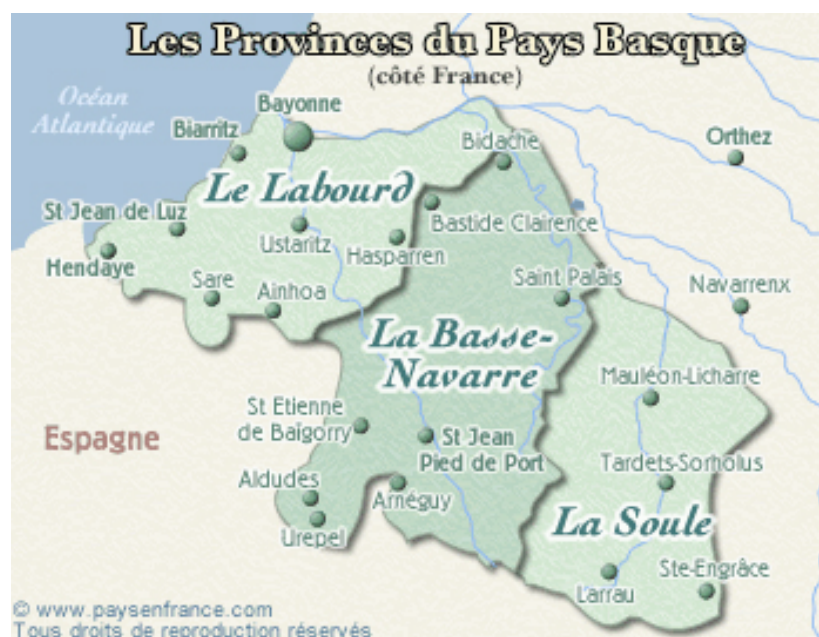 Les Provinces du Pays Basque
(côté France)
Océan
Atlantique
Bayonne
Biarritz
Bidache
Orthez
Le Labourd
St Jean de Luz
Bastide Clairence
Ustaritz
Hasparren
Hendaye
Sare
Ainhoa
Saint Palais
Navarrenx
La Basse-
Navarre
Mauléon-Licharre
St Etienne
de Baïgorry
Espagne
St Jean
Pied de Port
Tardets-Sorholus
Aldudes
Arnéguy
Urepel
La Soule
Ste-Engrâce
Larrau
© www.paysenfrance.com
Tous droits de reproduction réservés